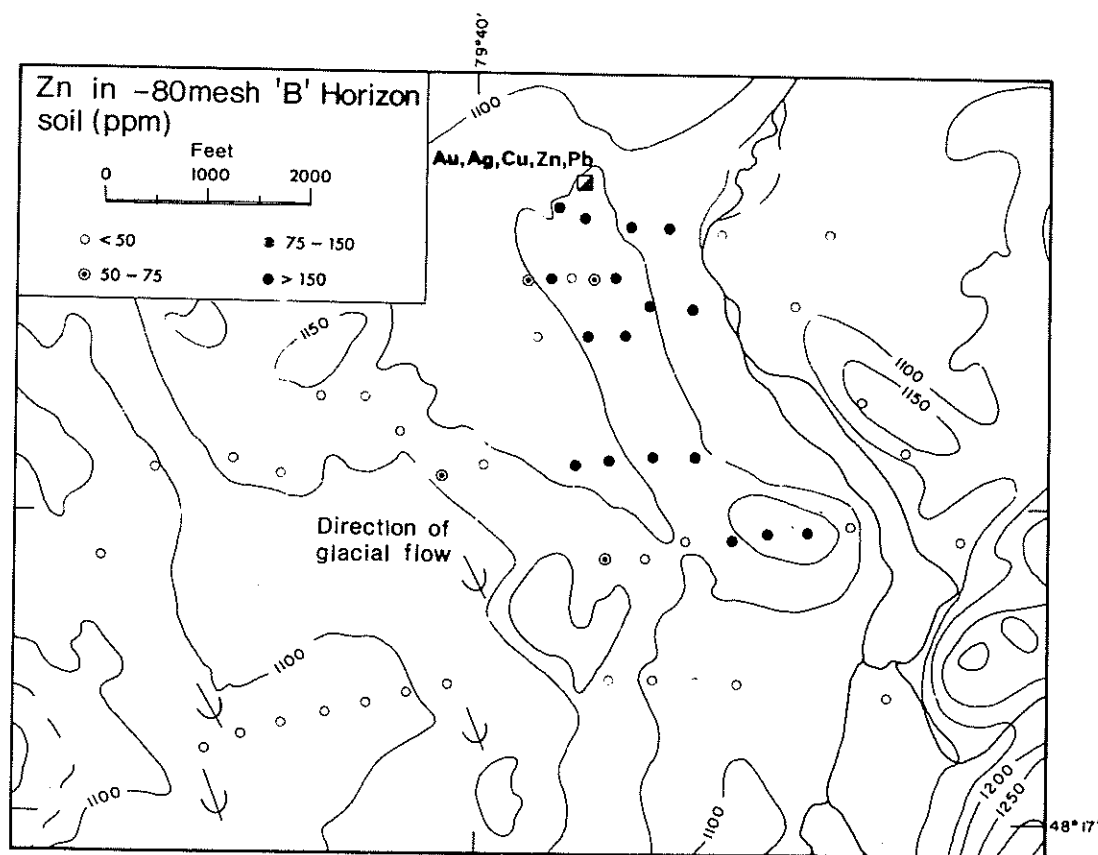 79°40'
Zn in -80mesh 'B' Horizon
soil (ppm)
Feet
0 1000 2000
○ < 50
75 - 150
50 - 75
● > 150
1100
Au, Ag, Cu, Zn, Pb
1150
1100
1150
Direction of
glacial flow
1100
1100
1100
1200
1250
48°17'